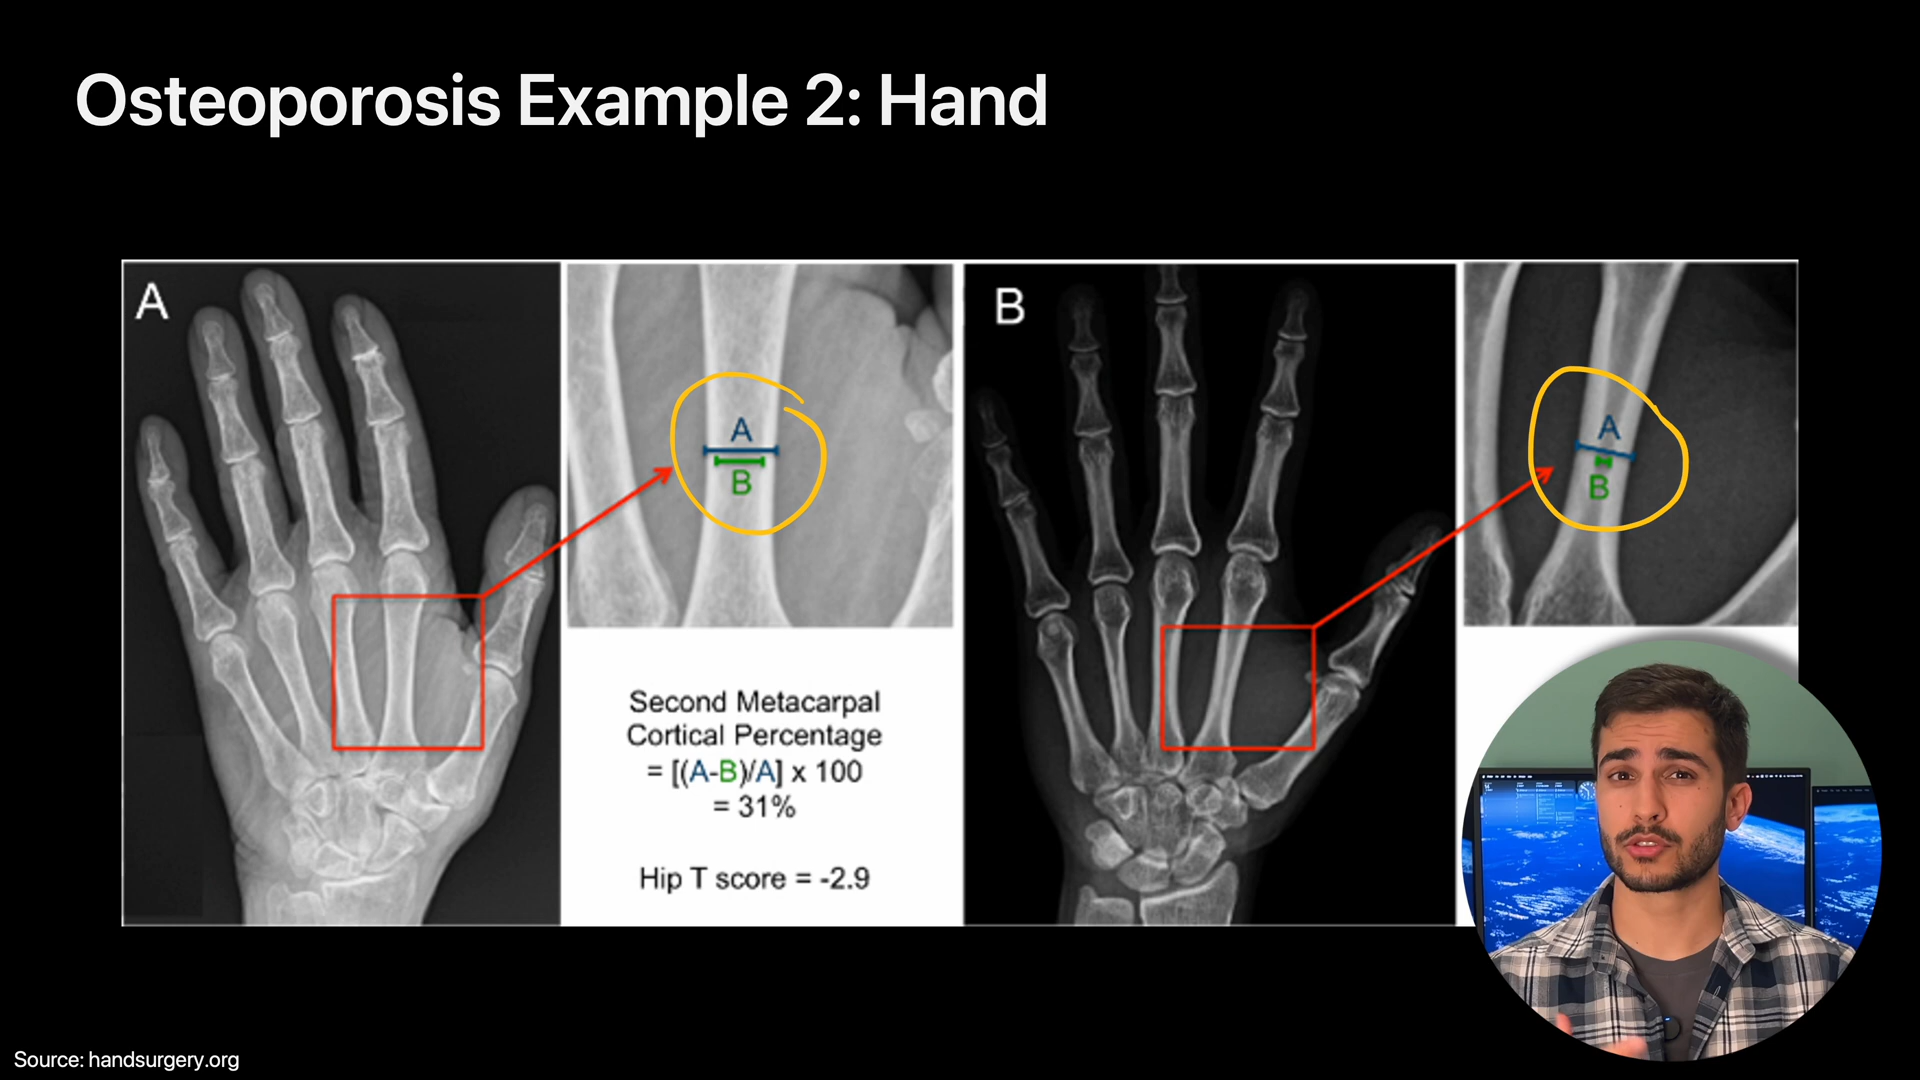 Osteoporosis Example 2: Hand
A
A
B
B
A
B
Second Metacarpal
Cortical Percentage
= [(A-B)/A] x 100
= 31%
Hip T score = -2.9
Source: handsurgery.org